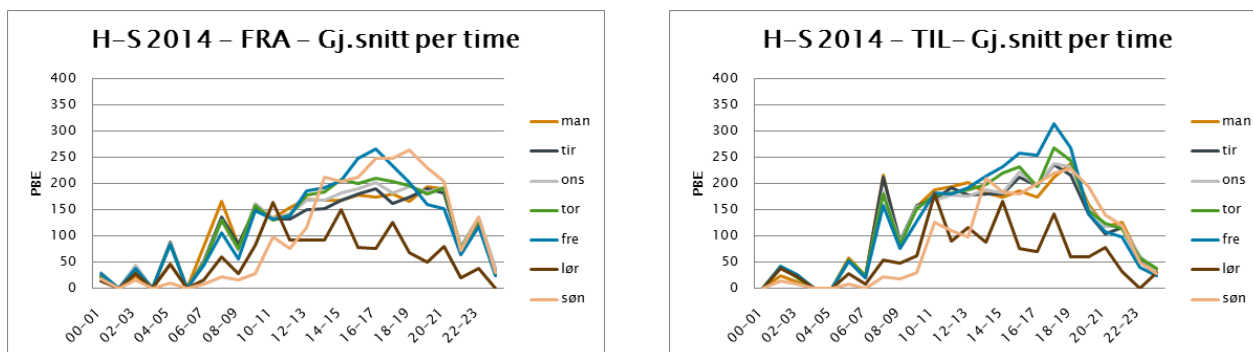 H-S 2014 - FRA - Gj.snitt per time
400
350
300
250
200
150
100
50
0
PBE
00-01
02-03
04-05
06-07
08-09
10-11
12-13
14-15
16-17
18-19
20-21
22-23
man
tir
ons
tor
fre
lør
søn
H-S 2014 - TIL- Gj.snitt per time
400
350
300
250
200
150
100
50
0
PBE
00-01
02-03
04-05
06-07
08-09
10-11
12-13
14-15
16-17
18-19
20-21
22-23
man
tir
ons
tor
fre
lør
søn